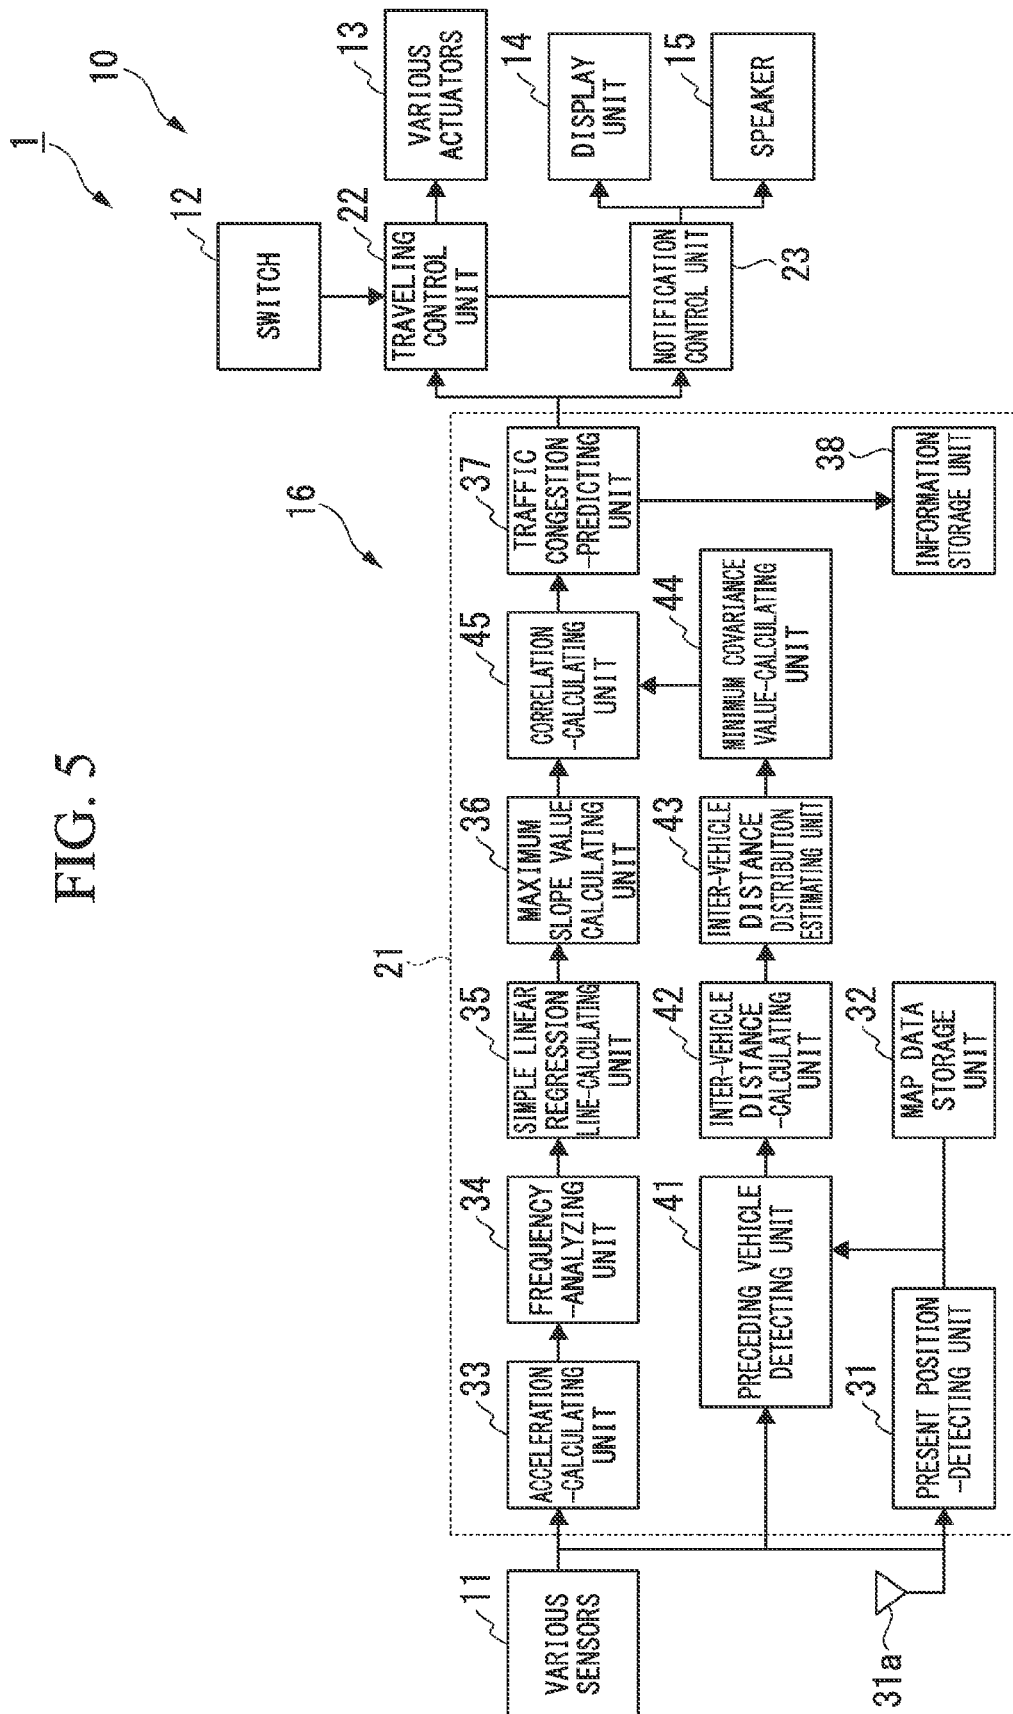 FIG. 5
1
10
16
21
11
VARIOUS
SENSORS
33
ACCELERATION
-CALCULATING
UNIT
34
FREQUENCY
-ANALYZING
UNIT
35
SIMPLE LINEAR
REGRESSION
LINE-CALCULATING
UNIT
36
MAXIMUM
SLOPE VALUE
CALCULATING
UNIT
45
CORRELATION
-CALCULATING
UNIT
37
TRAFFIC
CONGESTION
-PREDICTING
UNIT
12
SWITCH
22
TRAVELING
CONTROL
UNIT
13
VARIOUS
ACTUATORS
14
DISPLAY
UNIT
41
PRECEDING VEHICLE
DETECTING UNIT
42
INTER-VEHICLE
DISTANCE
-CALCULATING
UNIT
43
INTER-VEHICLE
DISTANCE
DISTRIBUTION
ESTIMATING UNIT
44
MINIMUM COVARIANCE
VALUE-CALCULATING
UNIT
NOTIFICATION
CONTROL UNIT
23
15
SPEAKER
31a
31
PRESENT POSITION
-DETECTING UNIT
32
MAP DATA
STORAGE
UNIT
38
INFORMATION
STORAGE UNIT